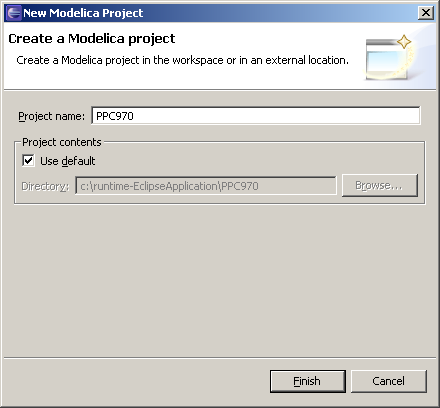 New Modelica Project
Create a Modelica project
Create a Modelica project in the workspace or in an external location.
Project name: PPC970
Project contents
Use default
Directory: c:\runtime-EclipseApplication\PPC970 Browse...
Finish Cancel